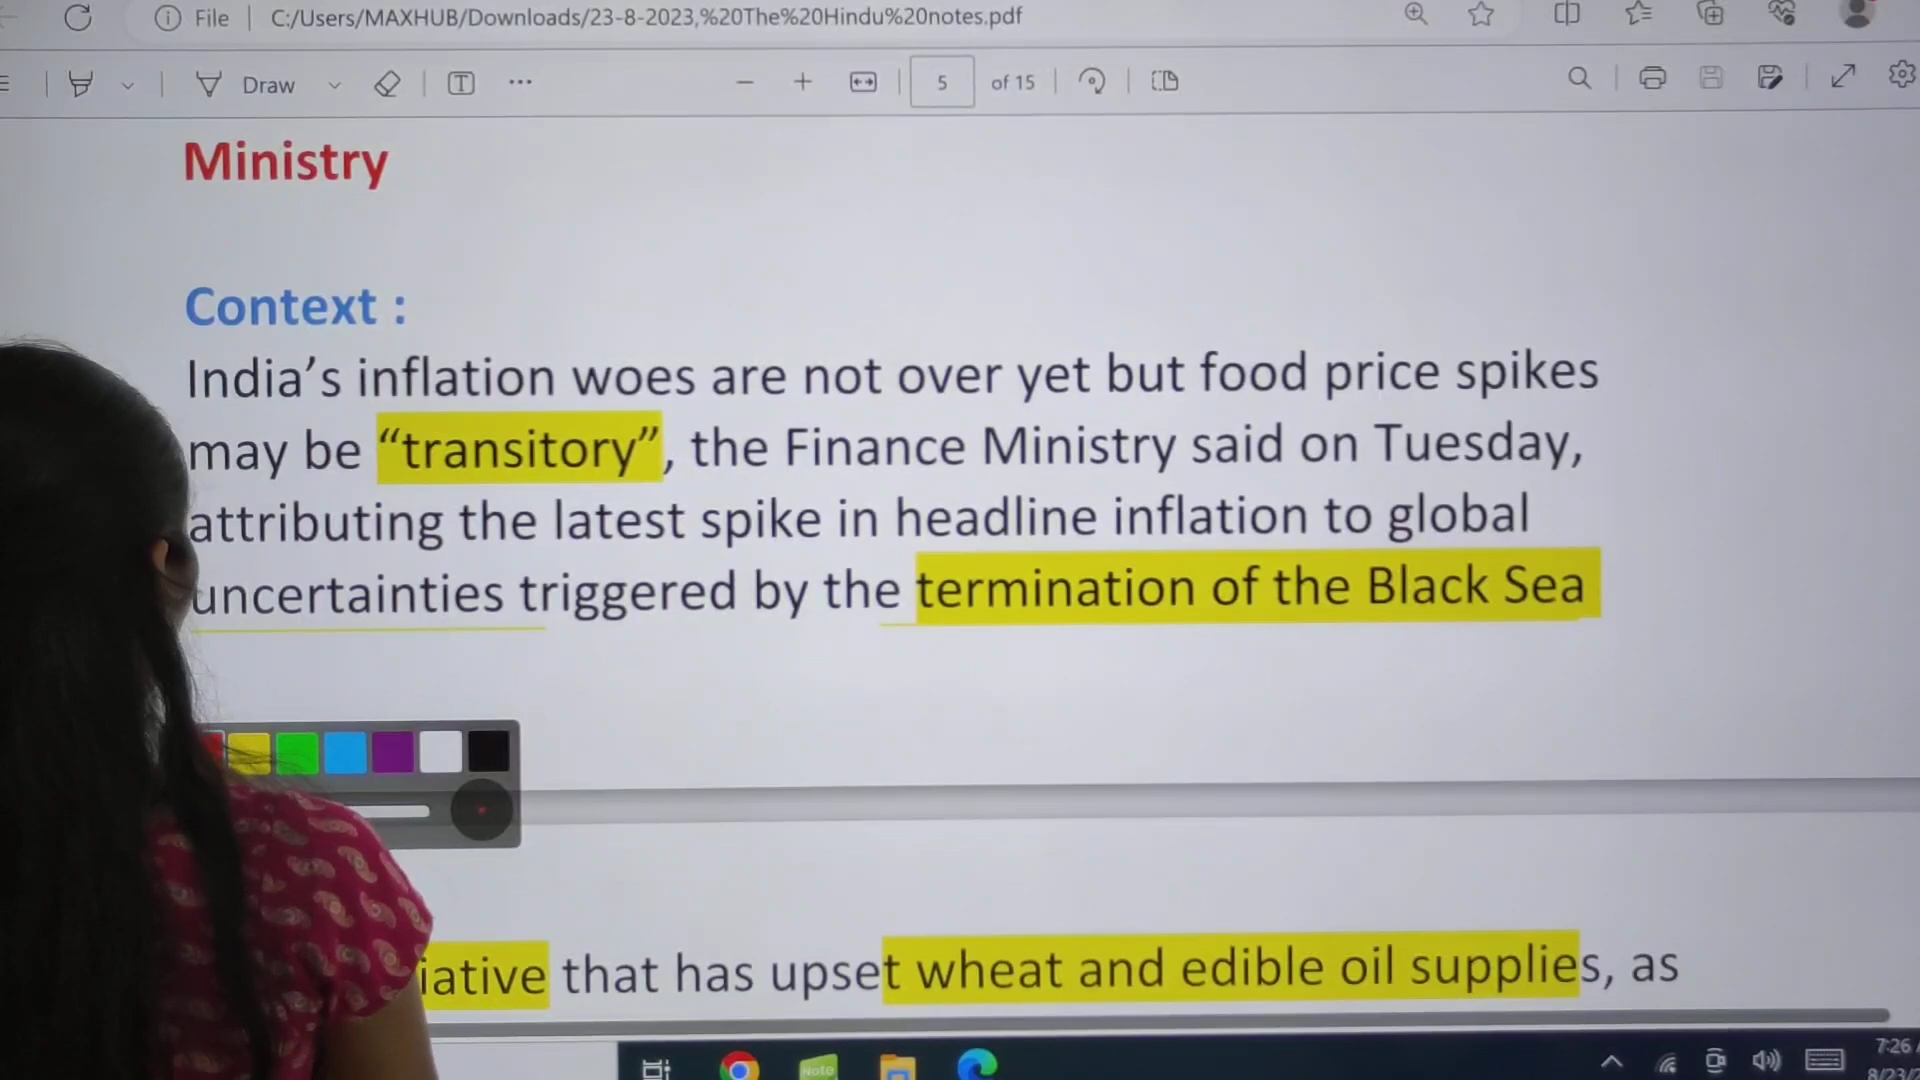 File | C:/Users/MAXHUB/Downloads/23-8-2023,%20The%20Hindu%20notes.pdf
Draw
T
5 of 15
Ministry
Context :
India’s inflation woes are not over yet but food price spikes
may be “transitory”, the Finance Ministry said on Tuesday,
attributing the latest spike in headline inflation to global
uncertainties triggered by the termination of the Black Sea
iative that has upset wheat and edible oil supplies, as
Note
7:26
8/23/